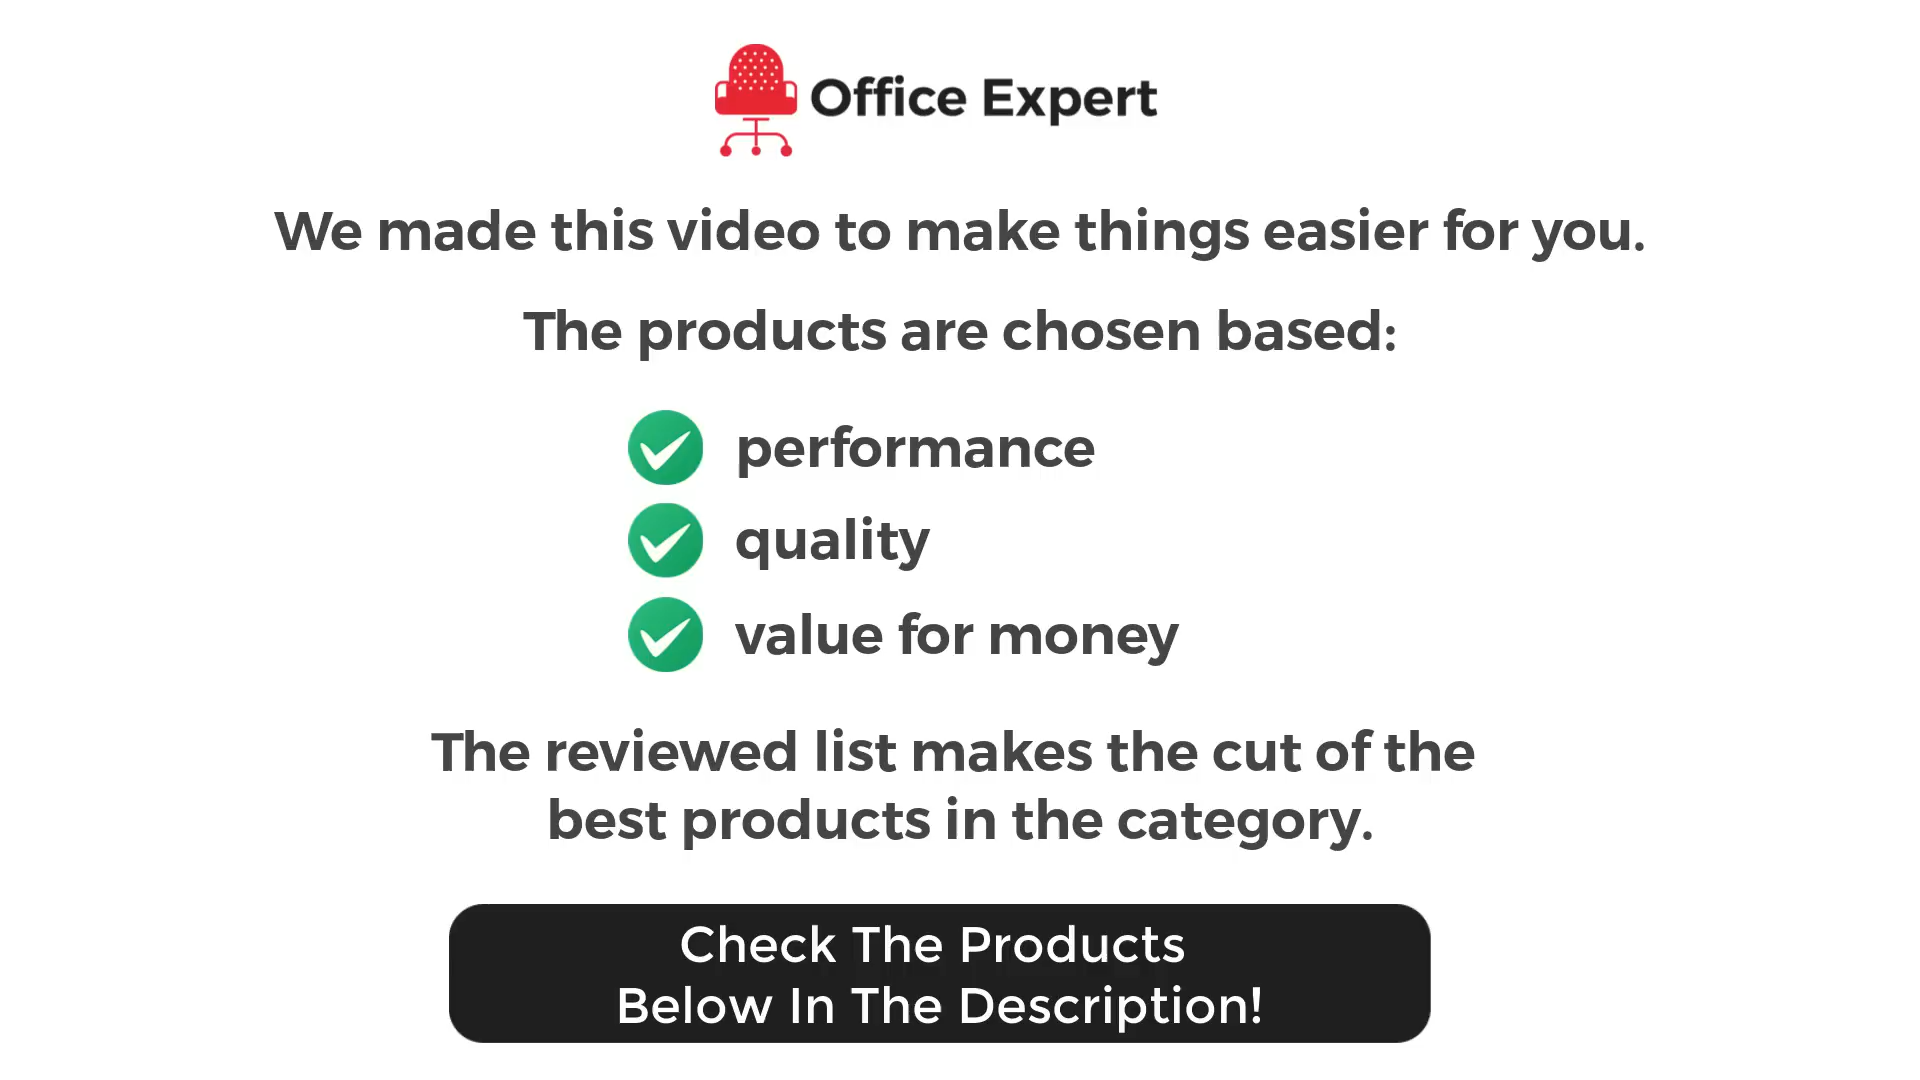 Office Expert
We made this video to make things easier for you.
The products are chosen based:
performance
quality
value for money
The reviewed list makes the cut of the
best products in the category.
Check The Products
Below In The Description!